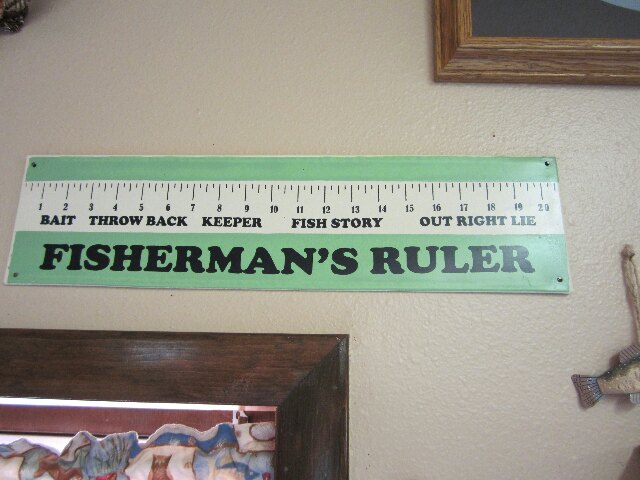 1 2 3 4 5 6 7 8 9 10 11 12 13 14 15 16 17 18 19 20
BAIT THROW BACK KEEPER FISH STORY OUT RIGHT LIE
FISHERMAN'S RULER